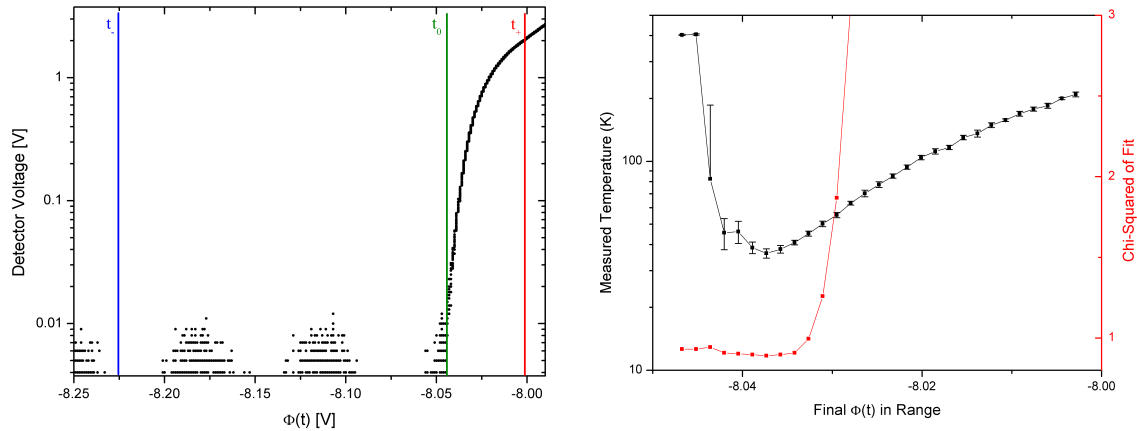 t-
t0
t+
1
0.1
0.01
Detector Voltage [V]
-8.25
-8.20
-8.15
-8.10
-8.05
-8.00
Φ(t) [V]
100
10
Measured Temperature (K)
3
2
1
Chi-Squared of Fit
-8.04
-8.02
-8.00
Final Φ(t) in Range